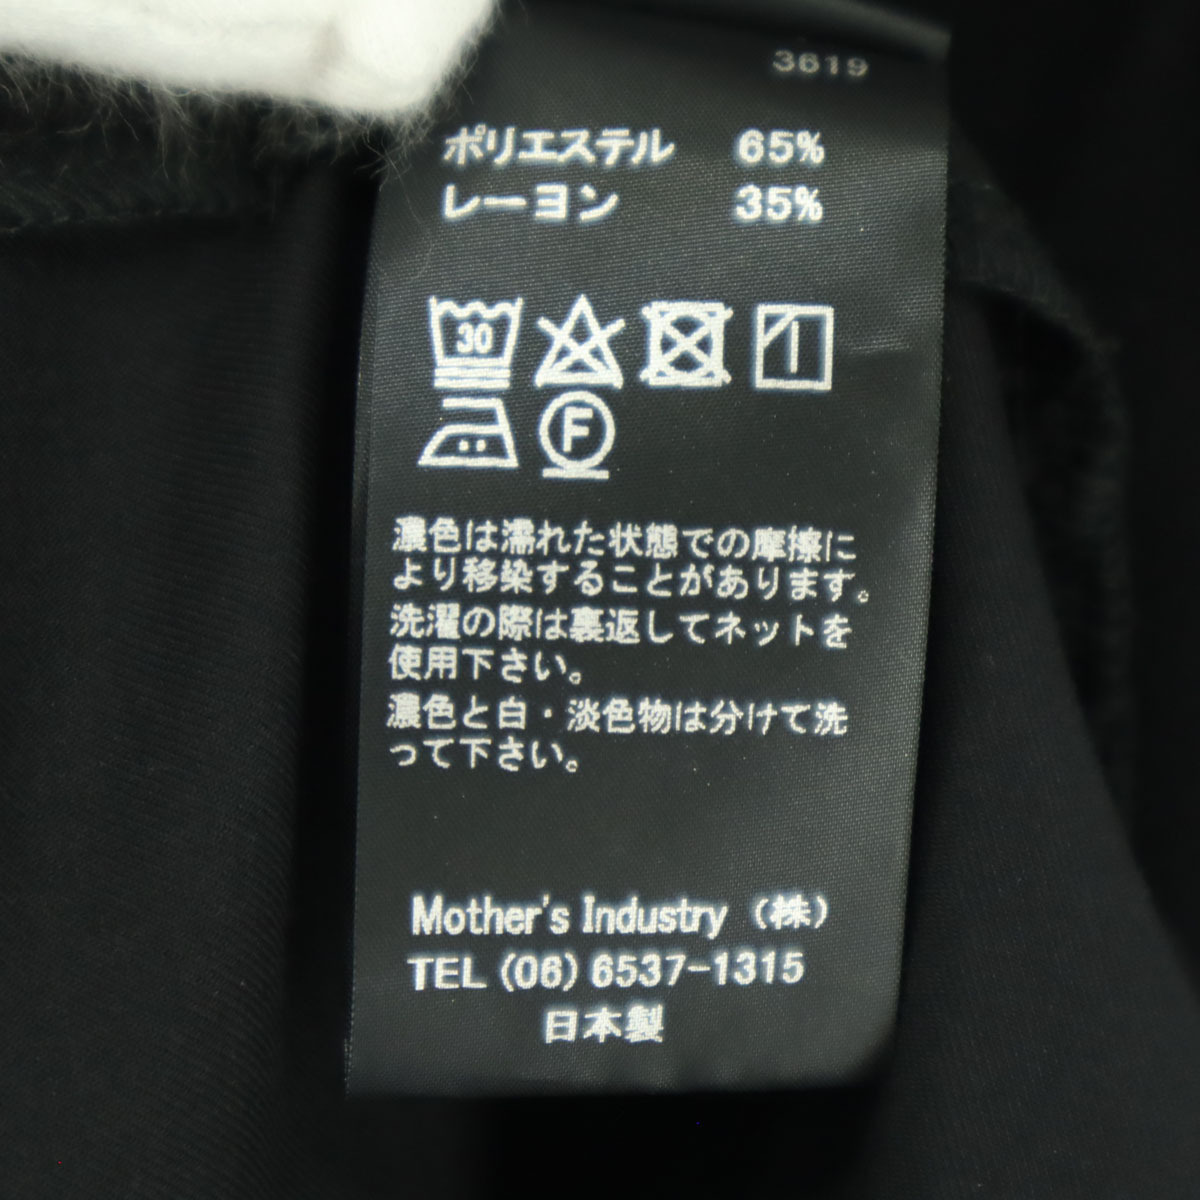 3619
ポリエステル 65%
レーヨン 35%
30
F
濃色は濡れた状態での摩擦に
より移染することがあります。
洗濯の際は裏返してネットを
使用下さい。
濃色と白・淡色物は分けて洗
って下さい。
Mother's Industry (株)
TEL (06) 6537-1315
日本製